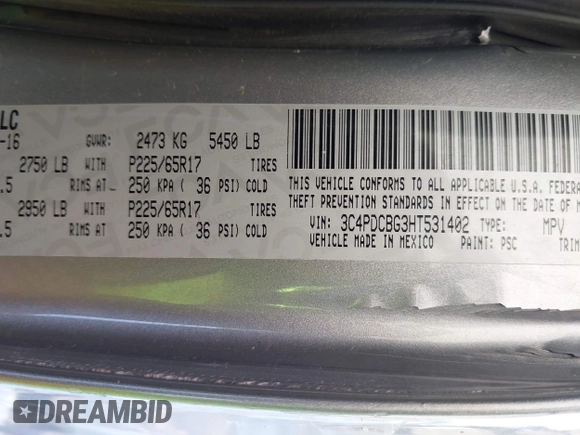 LC
-16 GVWR: 2473 KG 5450 LB
2750 LB WITH P225/65R17 TIRES
.5 RIMS AT 250 KPA ( 36 PSI) COLD
2950 LB WITH P225/65R17 TIRES
.5 RIMS AT 250 KPA ( 36 PSI) COLD
THIS VEHICLE CONFORMS TO ALL APPLICABLE U.S.A. FEDERA
THEFT PREVENTION STANDARDS IN EFFECT ON THE DATE OF M
VIN: 3C4PDCBG3HT531402 TYPE: MPV
VEHICLE MADE IN MEXICO PAINT: PSC TRIM
DREAMBID